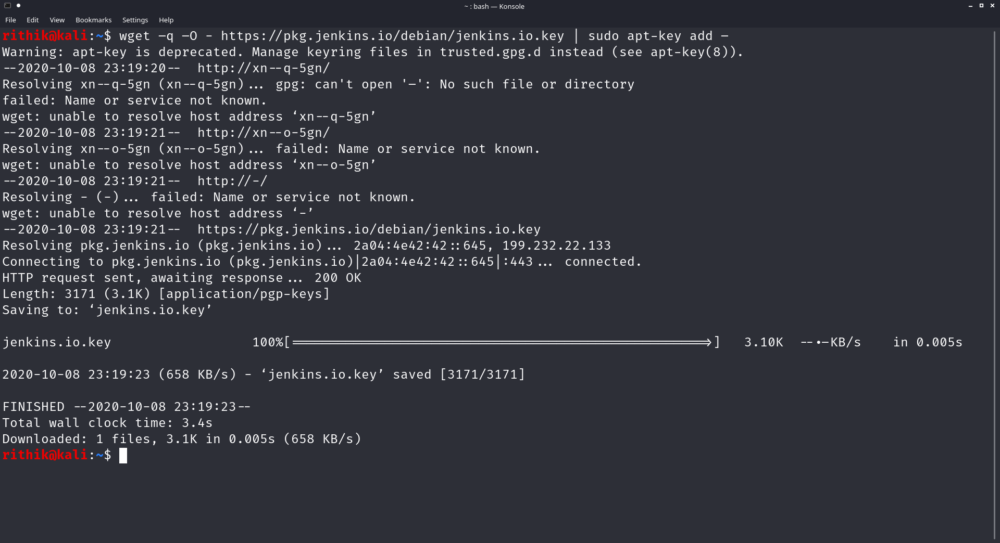 ~ : bash — Konsole
File Edit View Bookmarks Settings Help
rithik@kali:~$ wget –q –O - https://pkg.jenkins.io/debian/jenkins.io.key | sudo apt-key add –
Warning: apt-key is deprecated. Manage keyring files in trusted.gpg.d instead (see apt-key(8)).
--2020-10-08 23:19:20--  http://xn--q-5gn/
Resolving xn--q-5gn (xn--q-5gn)... gpg: can't open '–': No such file or directory
failed: Name or service not known.
wget: unable to resolve host address ‘xn--q-5gn’
--2020-10-08 23:19:21--  http://xn--o-5gn/
Resolving xn--o-5gn (xn--o-5gn)... failed: Name or service not known.
wget: unable to resolve host address ‘xn--o-5gn’
--2020-10-08 23:19:21--  http://-/
Resolving - (-)... failed: Name or service not known.
wget: unable to resolve host address ‘-’
--2020-10-08 23:19:21--  https://pkg.jenkins.io/debian/jenkins.io.key
Resolving pkg.jenkins.io (pkg.jenkins.io)... 2a04:4e42:42::645, 199.232.22.133
Connecting to pkg.jenkins.io (pkg.jenkins.io)|2a04:4e42:42::645|:443... connected.
HTTP request sent, awaiting response... 200 OK
Length: 3171 (3.1K) [application/pgp-keys]
Saving to: ‘jenkins.io.key’
jenkins.io.key 100%[=====================================================>] 3.10K --.-KB/s in 0.005s
2020-10-08 23:19:23 (658 KB/s) - ‘jenkins.io.key’ saved [3171/3171]
FINISHED --2020-10-08 23:19:23--
Total wall clock time: 3.4s
Downloaded: 1 files, 3.1K in 0.005s (658 KB/s)
rithik@kali:~$